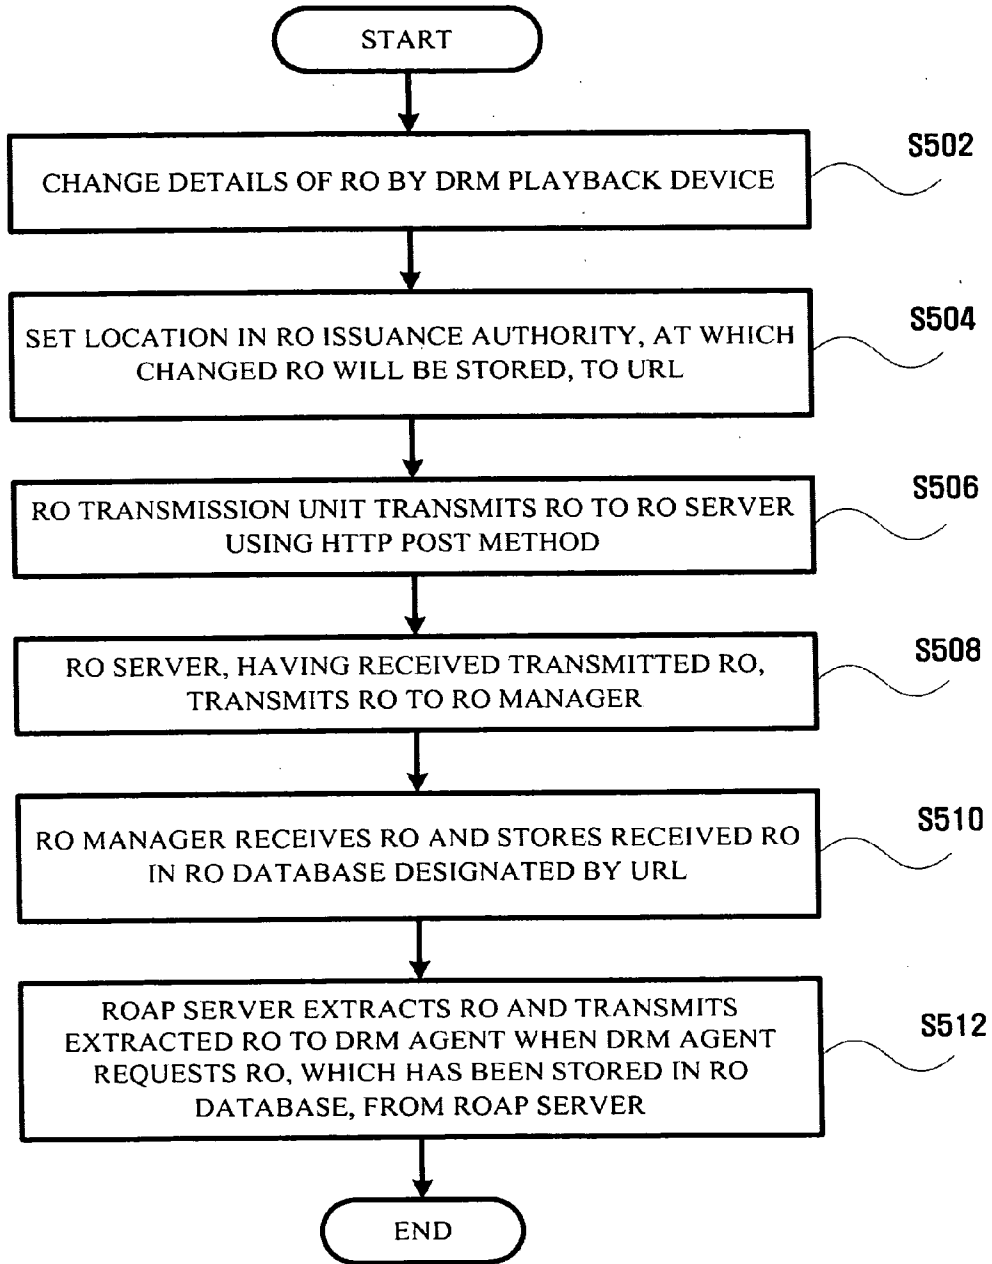 START
S502
CHANGE DETAILS OF RO BY DRM PLAYBACK DEVICE
S504
SET LOCATION IN RO ISSUANCE AUTHORITY, AT WHICH
CHANGED RO WILL BE STORED, TO URL
S506
RO TRANSMISSION UNIT TRANSMITS RO TO RO SERVER
USING HTTP POST METHOD
S508
RO SERVER, HAVING RECEIVED TRANSMITTED RO,
TRANSMITS RO TO RO MANAGER
S510
RO MANAGER RECEIVES RO AND STORES RECEIVED RO
IN RO DATABASE DESIGNATED BY URL
S512
ROAP SERVER EXTRACTS RO AND TRANSMITS
EXTRACTED RO TO DRM AGENT WHEN DRM AGENT
REQUESTS RO, WHICH HAS BEEN STORED IN RO
DATABASE, FROM ROAP SERVER
END